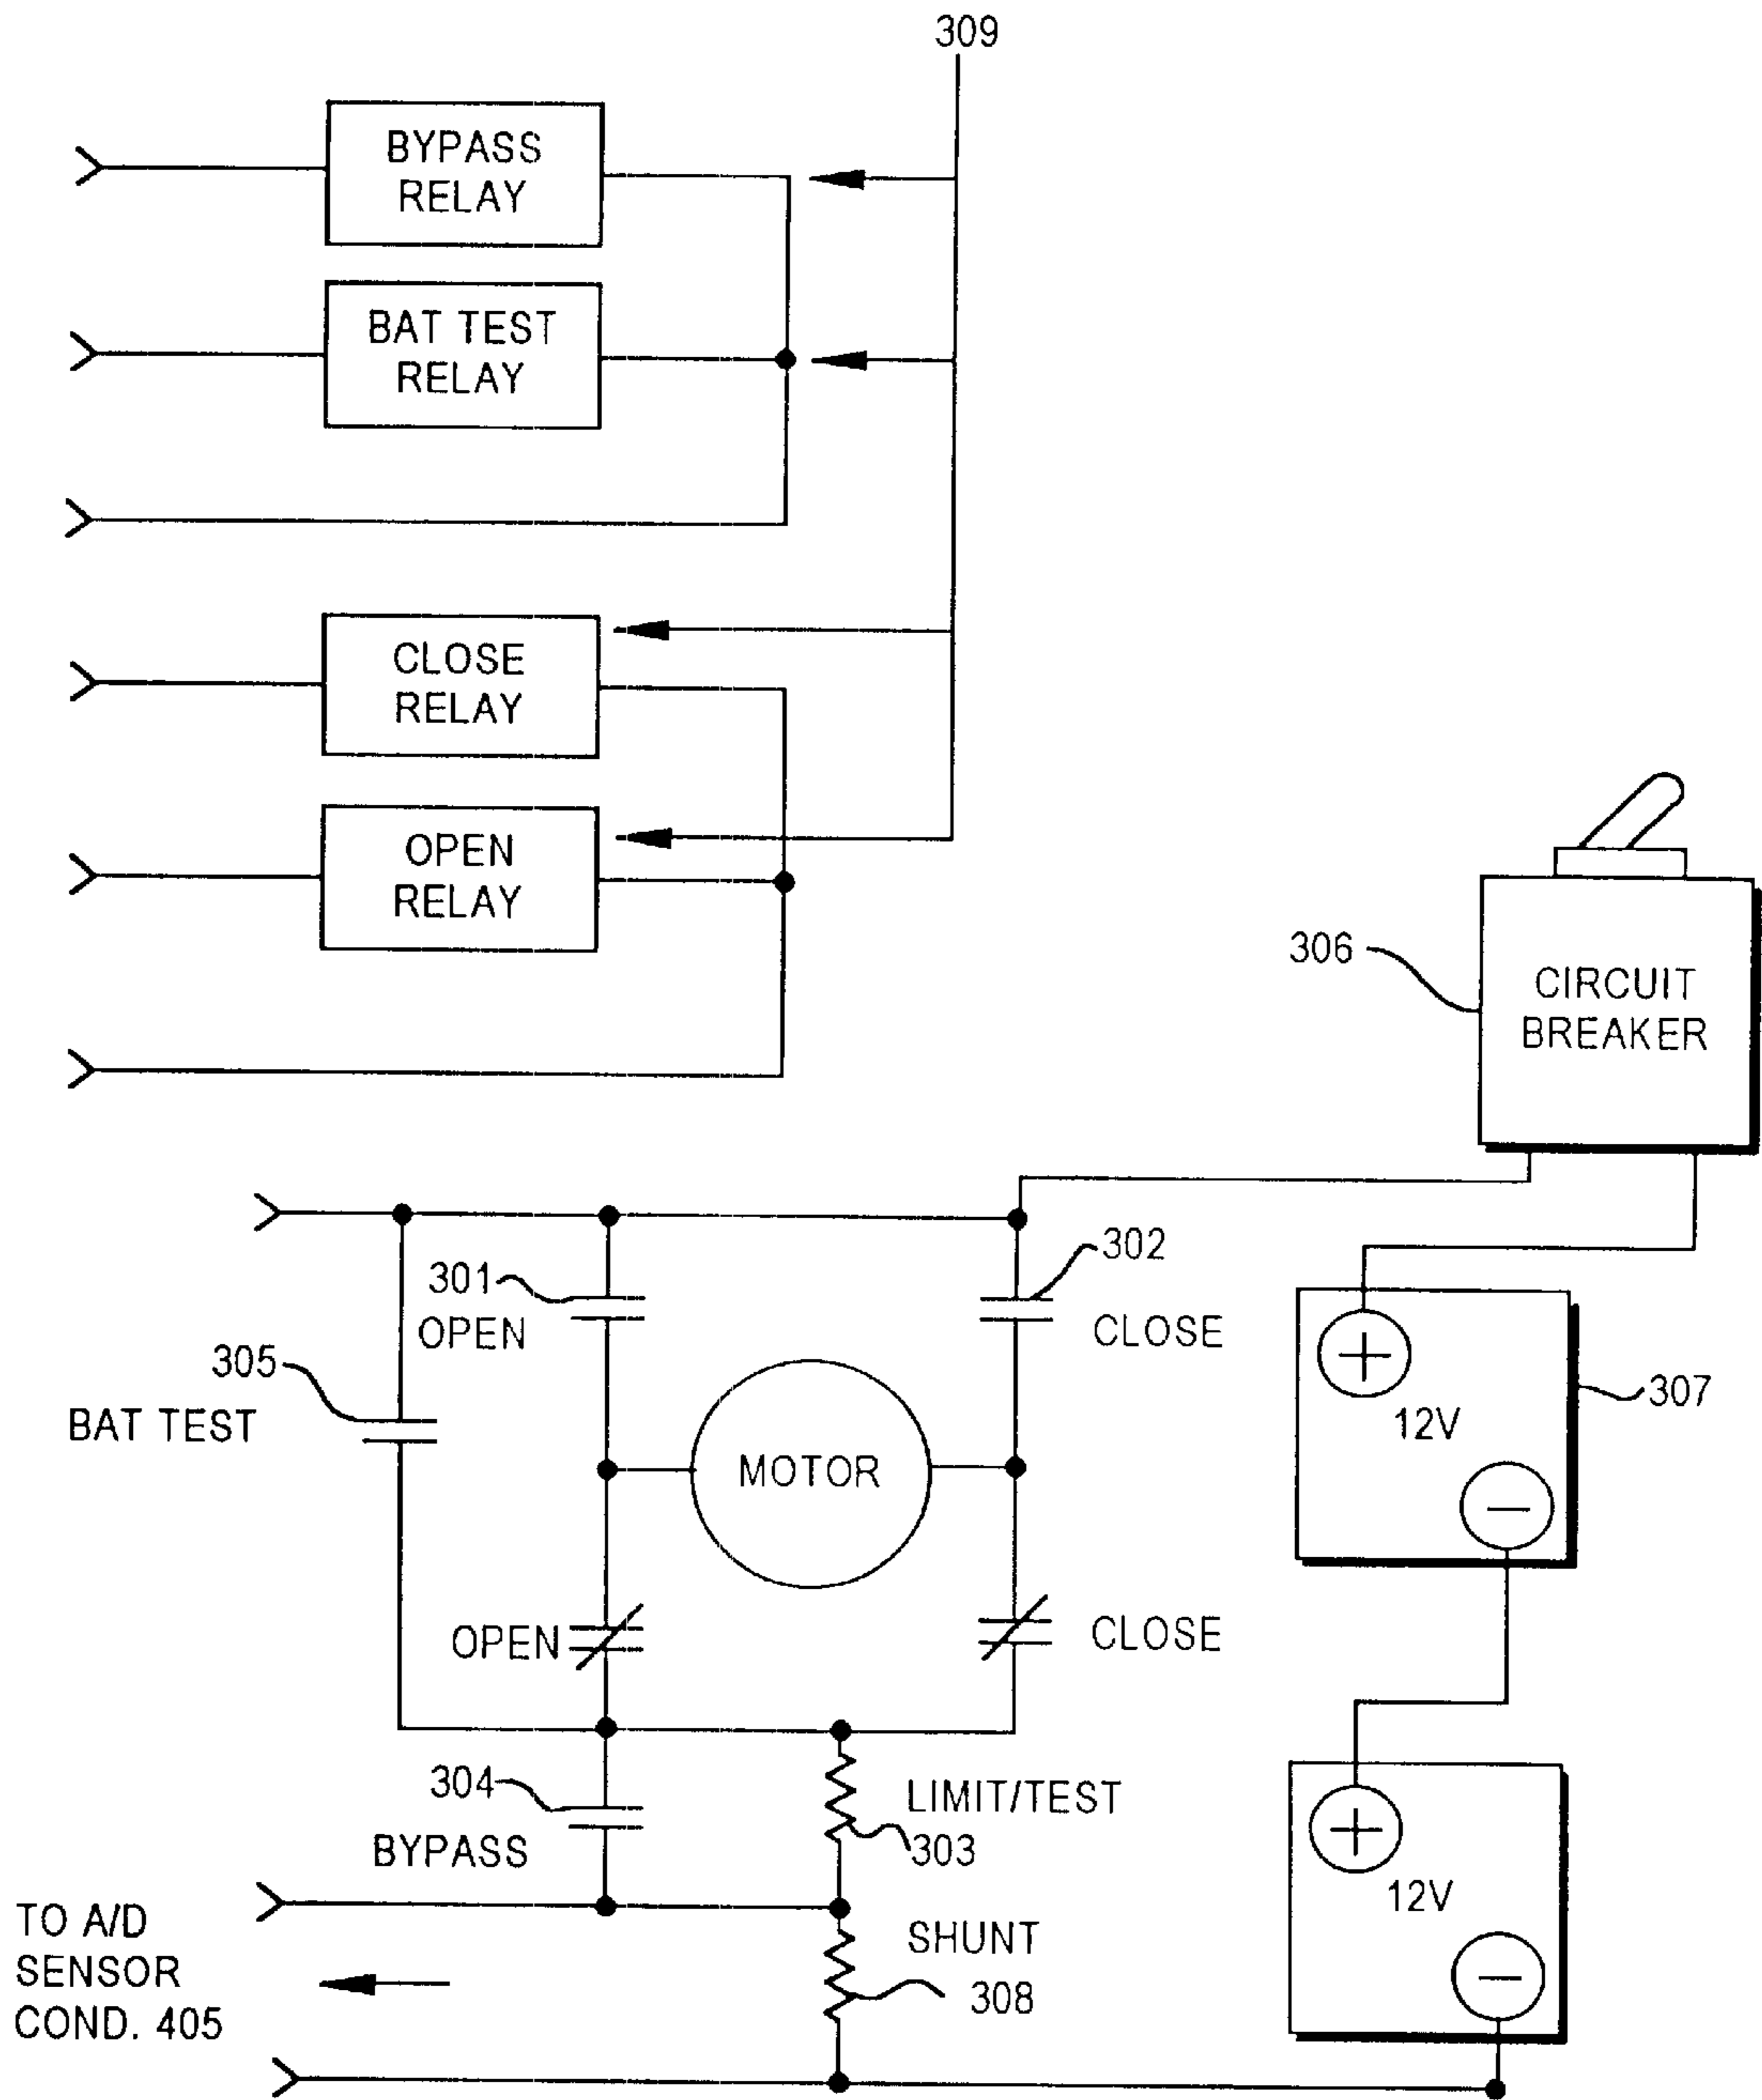 309
BYPASS
RELAY
BAT TEST
RELAY
CLOSE
RELAY
OPEN
RELAY
306
CIRCUIT
BREAKER
301
OPEN
302
CLOSE
305
BAT TEST
MOTOR
+
12V
307
−
OPEN
CLOSE
304
BYPASS
LIMIT/TEST
303
+
12V
−
TO A/D
SENSOR
COND. 405
SHUNT
308